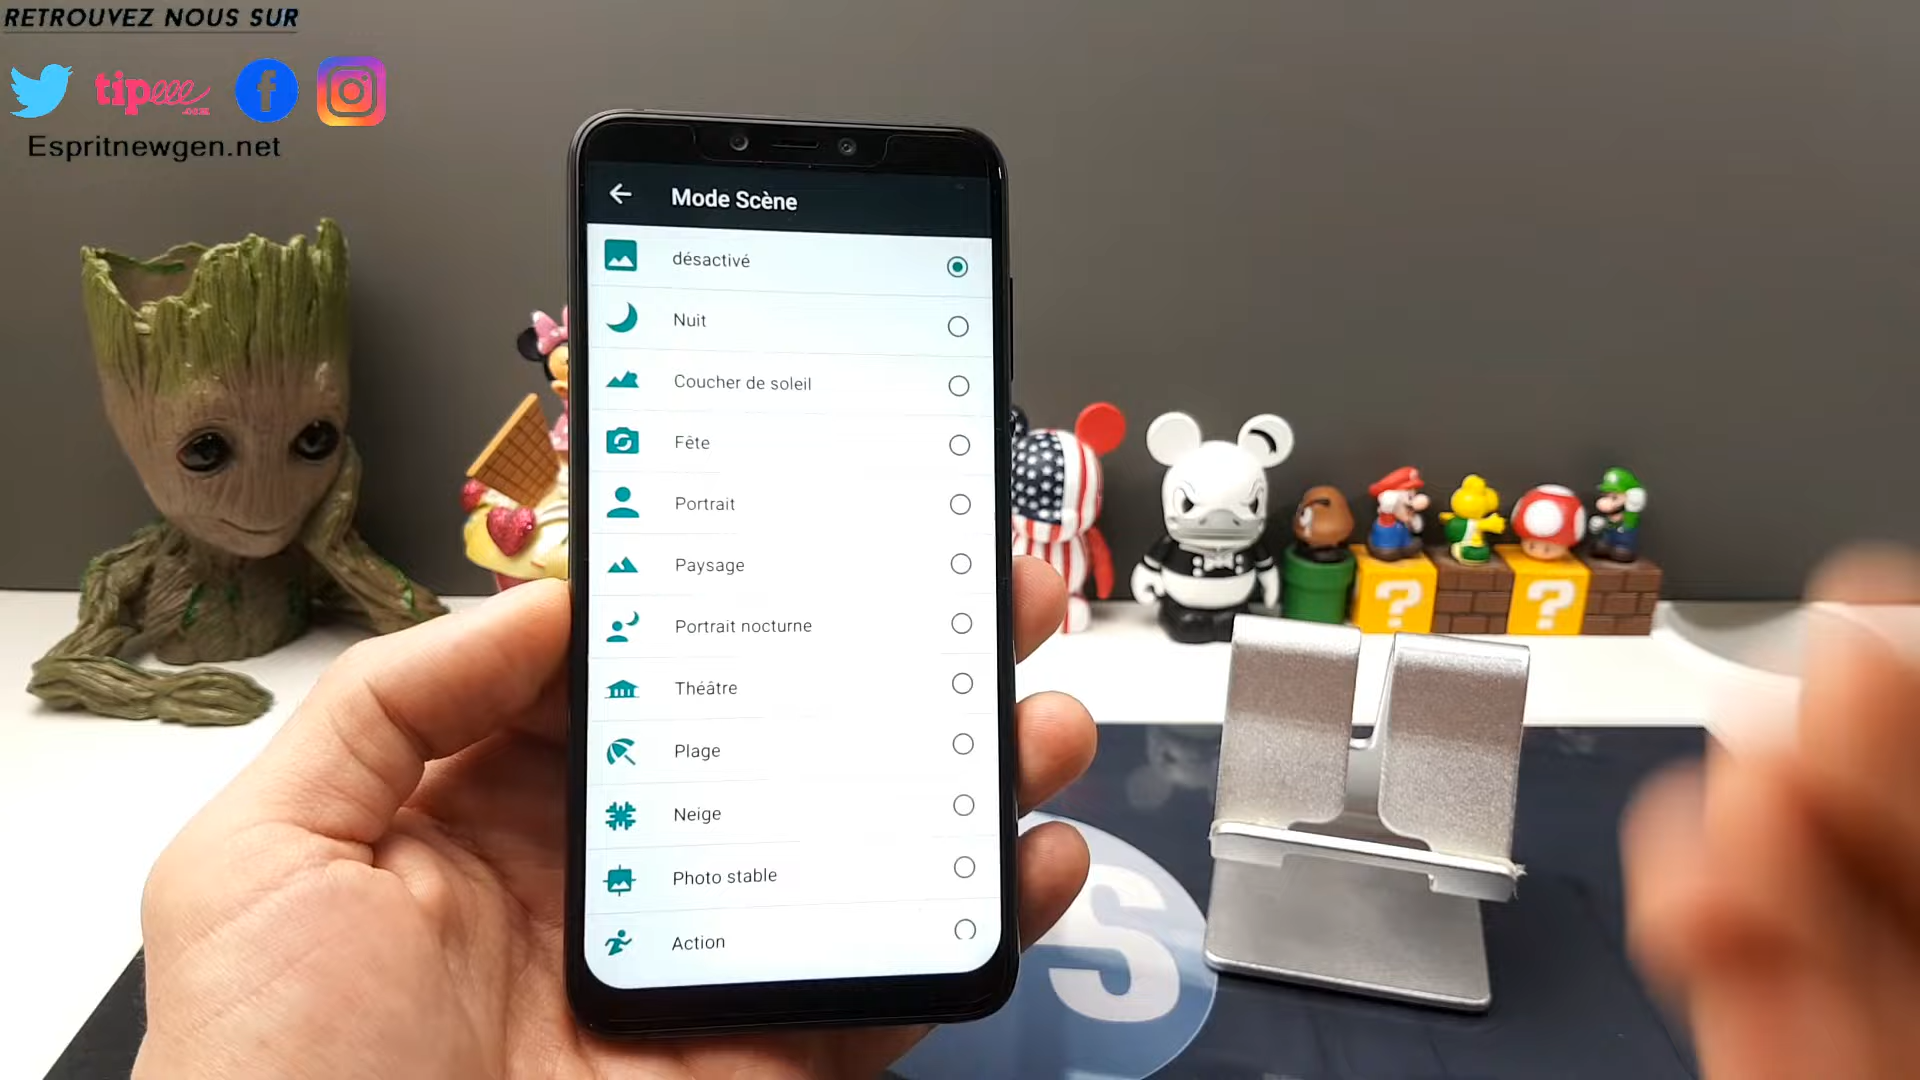 RETROUVEZ NOUS SUR
tipeee
.com
Espritnewgen.net
Mode Scène
désactivé
Nuit
Coucher de soleil
Fête
Portrait
Paysage
Portrait nocturne
Théâtre
Plage
Neige
Photo stable
Action
?
?
S